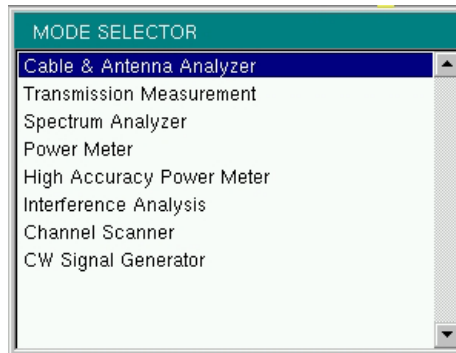 MODE SELECTOR
Cable & Antenna Analyzer
Transmission Measurement
Spectrum Analyzer
Power Meter
High Accuracy Power Meter
Interference Analysis
Channel Scanner
CW Signal Generator